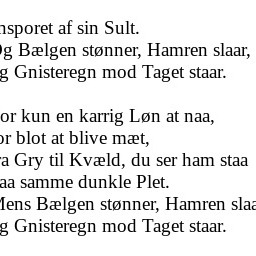 nsporet af sin Sult.
Og Bælgen stønner, Hamren slaar,
g Gnisteregn mod Taget staar.

or kun en karrig Løn at naa,
or blot at blive mæt,
ra Gry til Kvæld, du ser ham staa
aa samme dunkle Plet.
Mens Bælgen stønner, Hamren slaa
g Gnisteregn mod Taget staar.